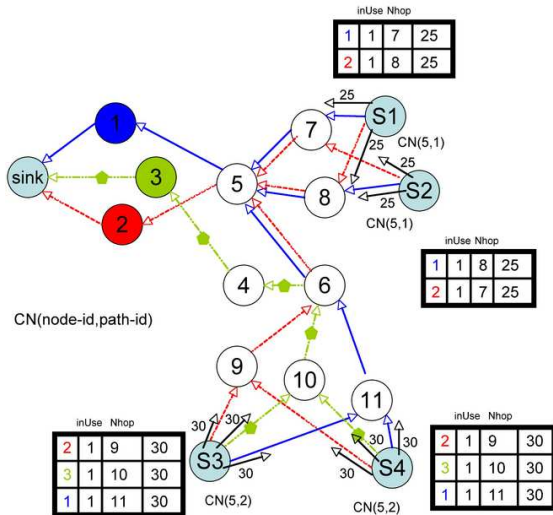 inUse Nhop
1 1 7 25
2 1 8 25
25
S1
CN(5,1)
1
7
sink
3
5
25
25
S2
8
25
2
CN(5,1)
inUse Nhop
1 1 8 25
2 1 7 25
4
6
CN(node-id,path-id)
9
10
11
inUse Nhop
2 1 9 30
3 1 10 30
1 1 11 30
30
30
S3
30
CN(5,2)
30
30
S4
30
CN(5,2)
inUse Nhop
2 1 9 30
3 1 10 30
1 1 11 30